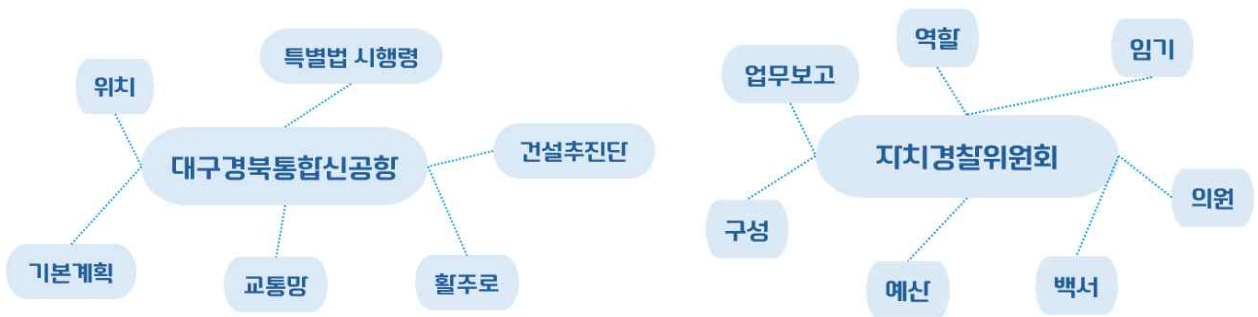 특별법 시행령
위치
대구경북통합신공항
건설추진단
기본계획
교통망
활주로
역할
임기
업무보고
자치경찰위원회
의원
구성
예산
백서